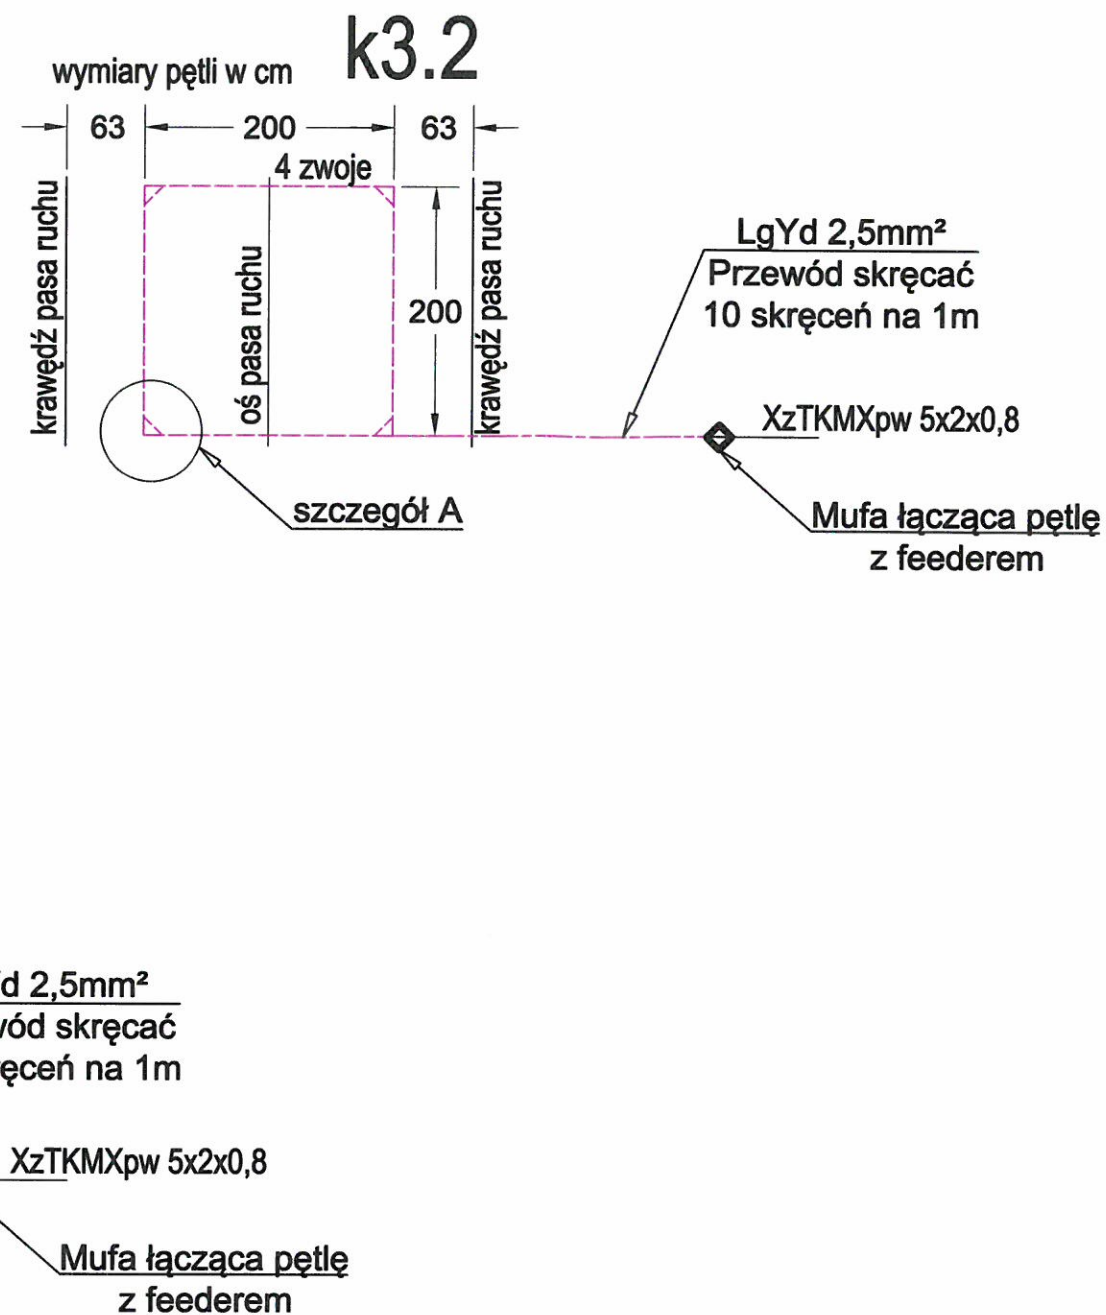 k3.2
wymiary pętli w cm
63
200
63
4 zwoje
krawędź pasa ruchu
oś pasa ruchu
200
krawędź pasa ruchu
LgYd 2,5mm²
Przewód skręcać
10 skręceń na 1m
XzTKMXpw 5x2x0,8
szczegół A
Mufa łącząca pętlę
z feederem
d 2,5mm²
wód skręcać
ręceń na 1m
XzTKMXpw 5x2x0,8
Mufa łącząca pętlę
z feederem